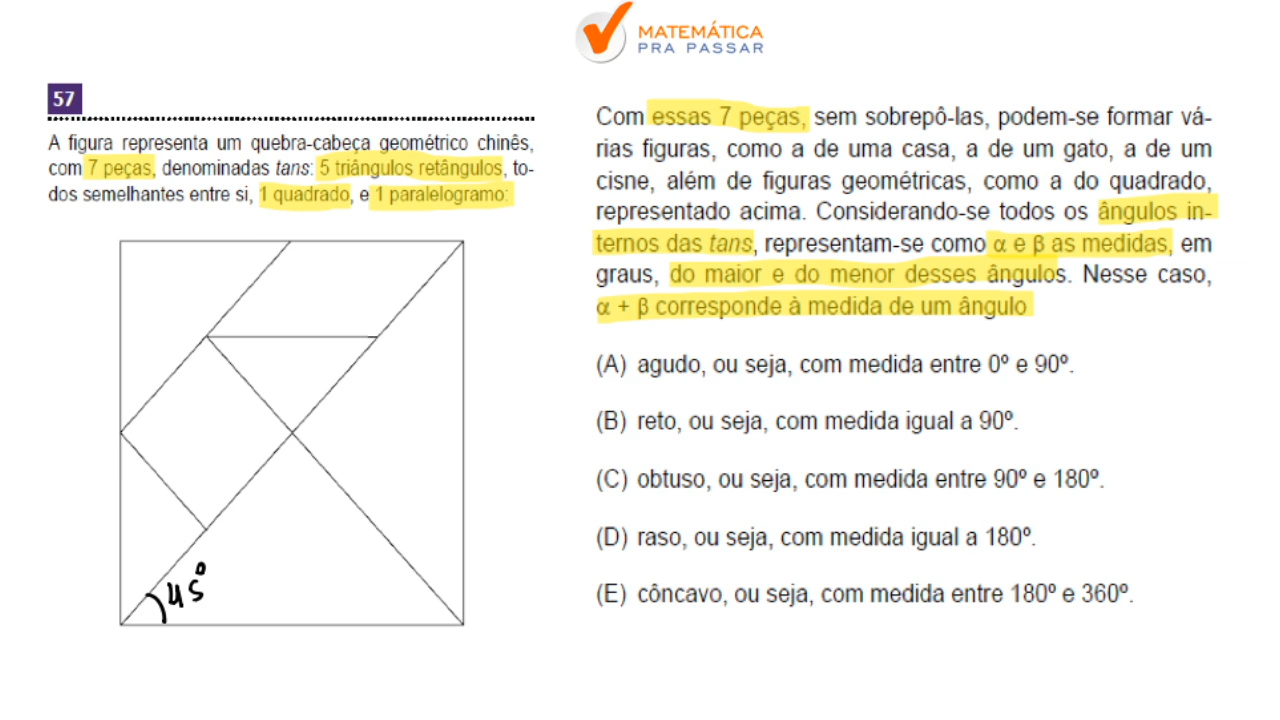 MATEMÁTICA
PRA PASSAR
57
A figura representa um quebra-cabeça geométrico chinês,
com 7 peças, denominadas tans: 5 triângulos retângulos, to-
dos semelhantes entre si, 1 quadrado, e 1 paralelogramo:
45°
Com essas 7 peças, sem sobrepô-las, podem-se formar vá-
rias figuras, como a de uma casa, a de um gato, a de um
cisne, além de figuras geométricas, como a do quadrado,
representado acima. Considerando-se todos os ângulos in-
ternos das tans, representam-se como α e β as medidas, em
graus, do maior e do menor desses ângulos. Nesse caso,
α + β corresponde à medida de um ângulo
(A) agudo, ou seja, com medida entre 0º e 90º.
(B) reto, ou seja, com medida igual a 90º.
(C) obtuso, ou seja, com medida entre 90º e 180º.
(D) raso, ou seja, com medida igual a 180º.
(E) côncavo, ou seja, com medida entre 180º e 360º.